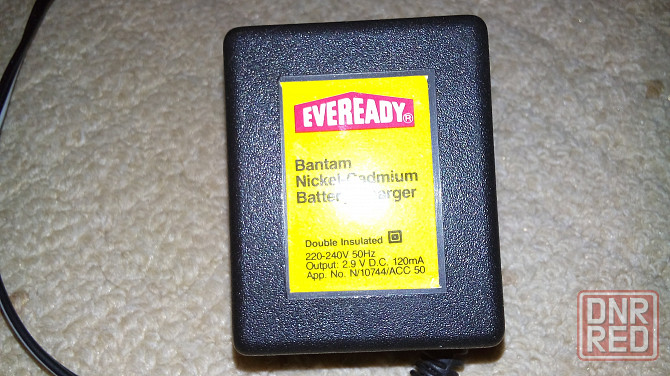 EVEREADY®
Bantam
Nickel-Cadmium
Battery Charger
Double Insulated
220-240V 50Hz
Output: 2.9 V D.C. 120mA
App. No. N/10744/ACC 50
DNR
RED